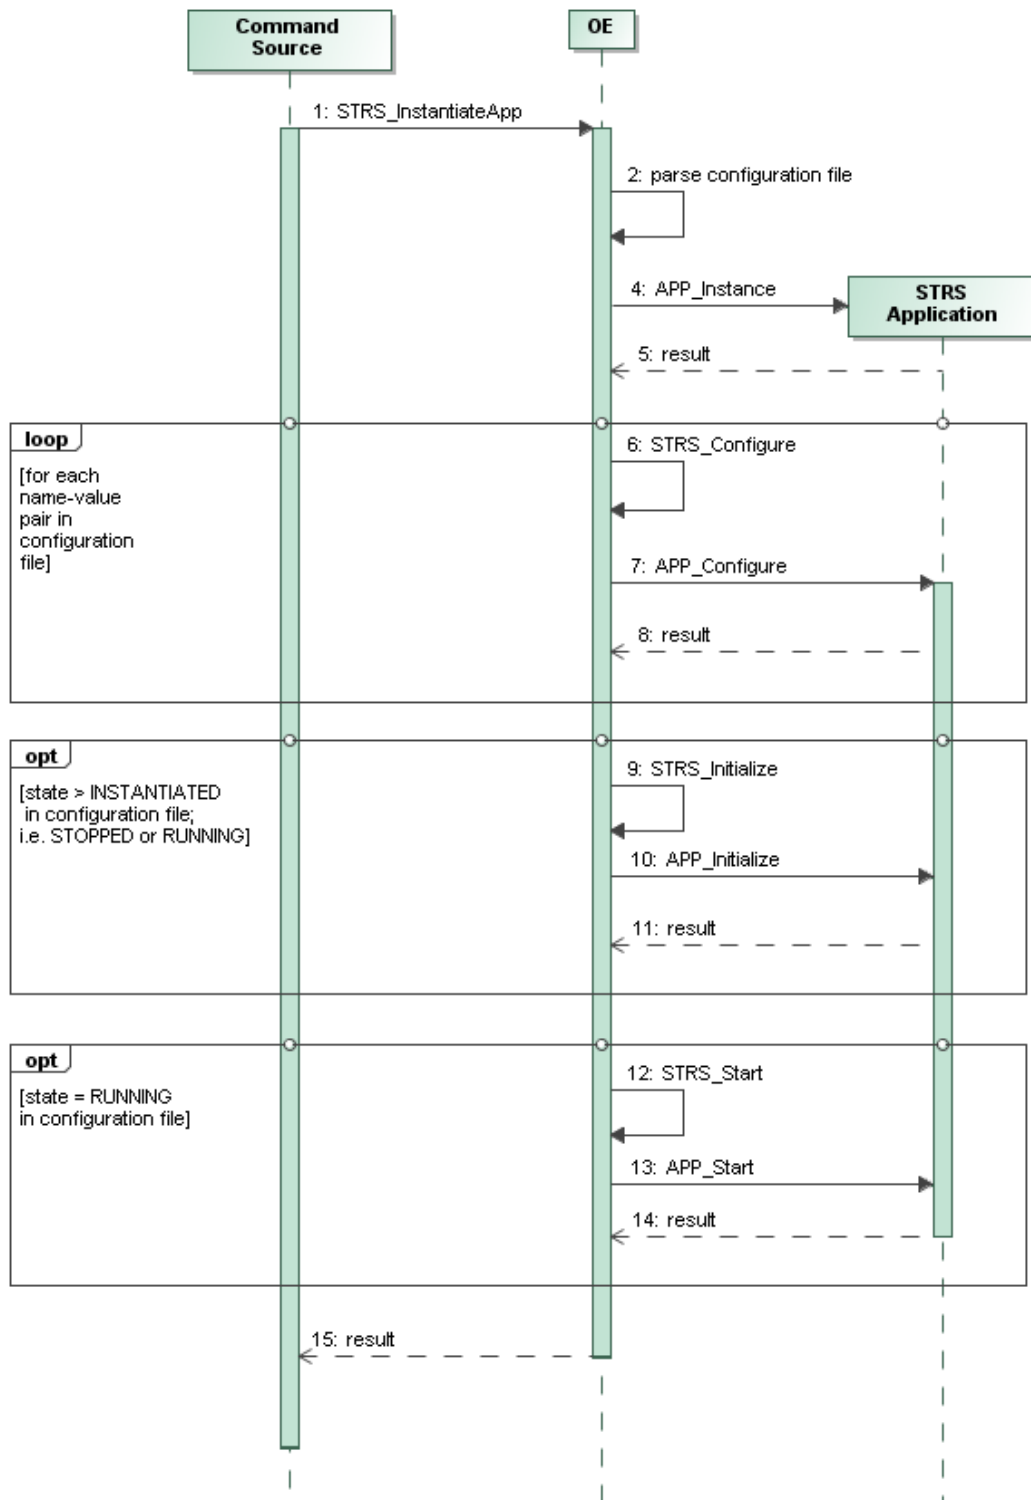 Command
Source
OE
1: STRS_InstantiateApp
2: parse configuration file
4: APP_Instance
STRS
Application
5: result
loop
[for each
name-value
pair in
configuration
file]
6: STRS_Configure
7: APP_Configure
8: result
opt
[state > INSTANTIATED
in configuration file;
i.e. STOPPED or RUNNING]
9: STRS_Initialize
10: APP_Initialize
11: result
opt
[state = RUNNING
in configuration file]
12: STRS_Start
13: APP_Start
14: result
15: result